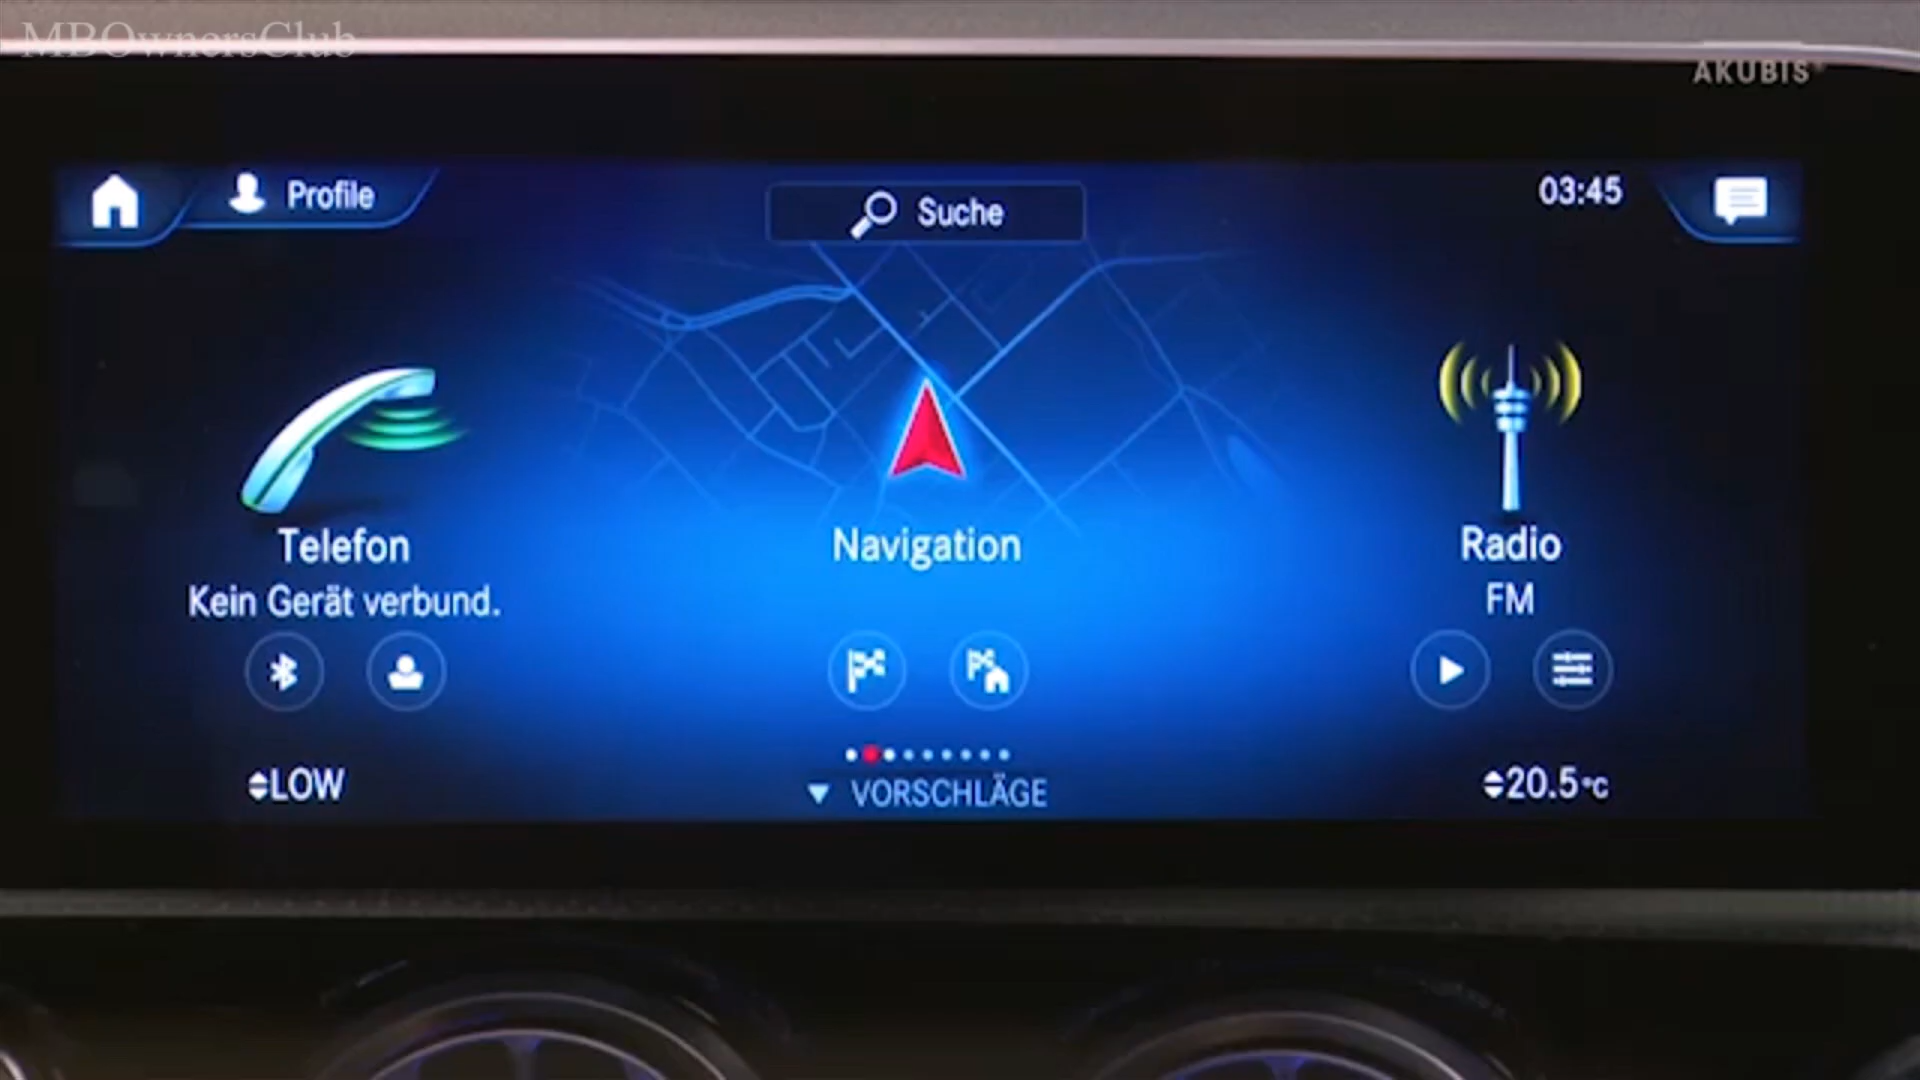 MBOwnersClub
AKUBIS®
Profile
Suche
03:45
Telefon
Kein Gerät verbund.
Navigation
Radio
FM
LOW
VORSCHLÄGE
20.5°C